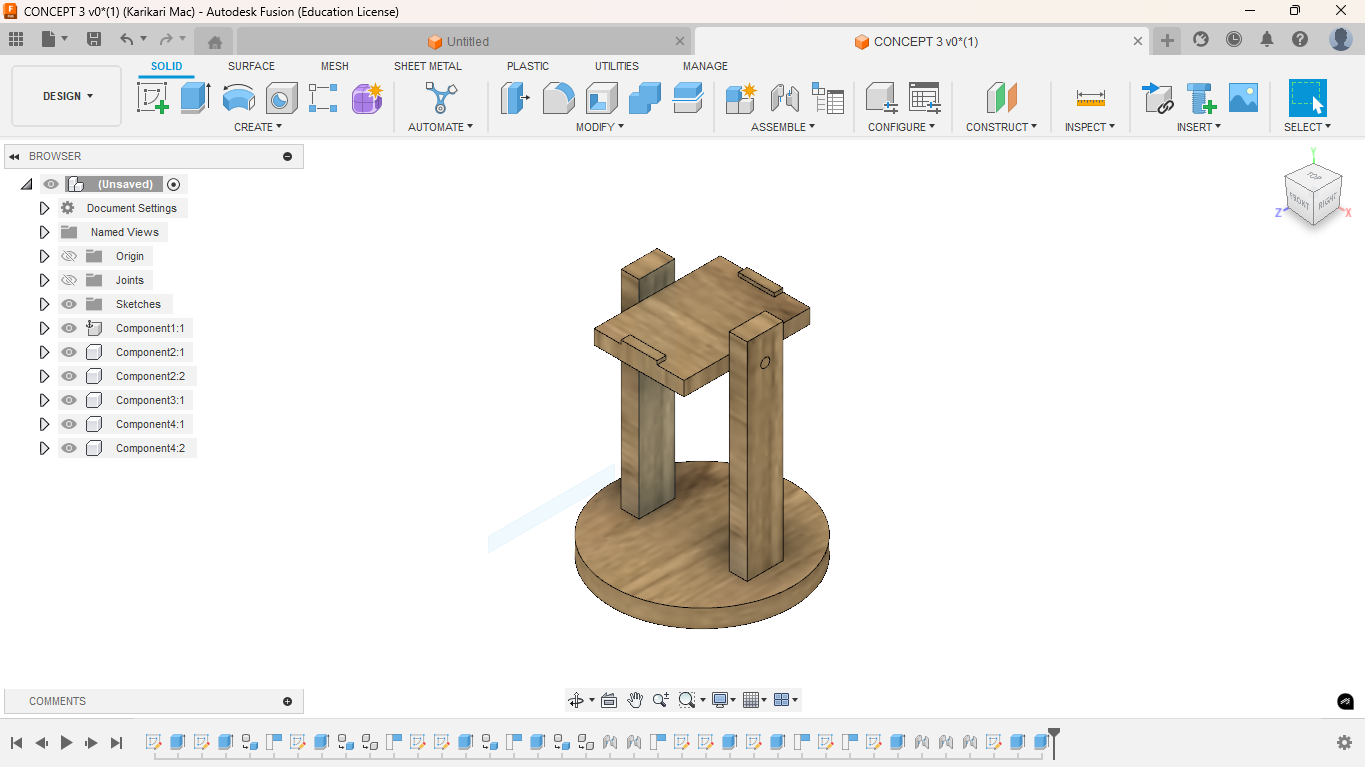 CONCEPT 3 v0*(1) (Karikari Mac) - Autodesk Fusion (Education License)
Untitled
CONCEPT 3 v0*(1)
SOLID SURFACE MESH SHEET METAL PLASTIC UTILITIES MANAGE
DESIGN
CREATE AUTOMATE MODIFY ASSEMBLE CONFIGURE CONSTRUCT INSPECT INSERT SELECT
BROWSER
(Unsaved)
Document Settings
Named Views
Origin
Joints
Sketches
Component1:1
Component2:1
Component2:2
Component3:1
Component4:1
Component4:2
Y
TOP
FRONT RIGHT
Z X
COMMENTS